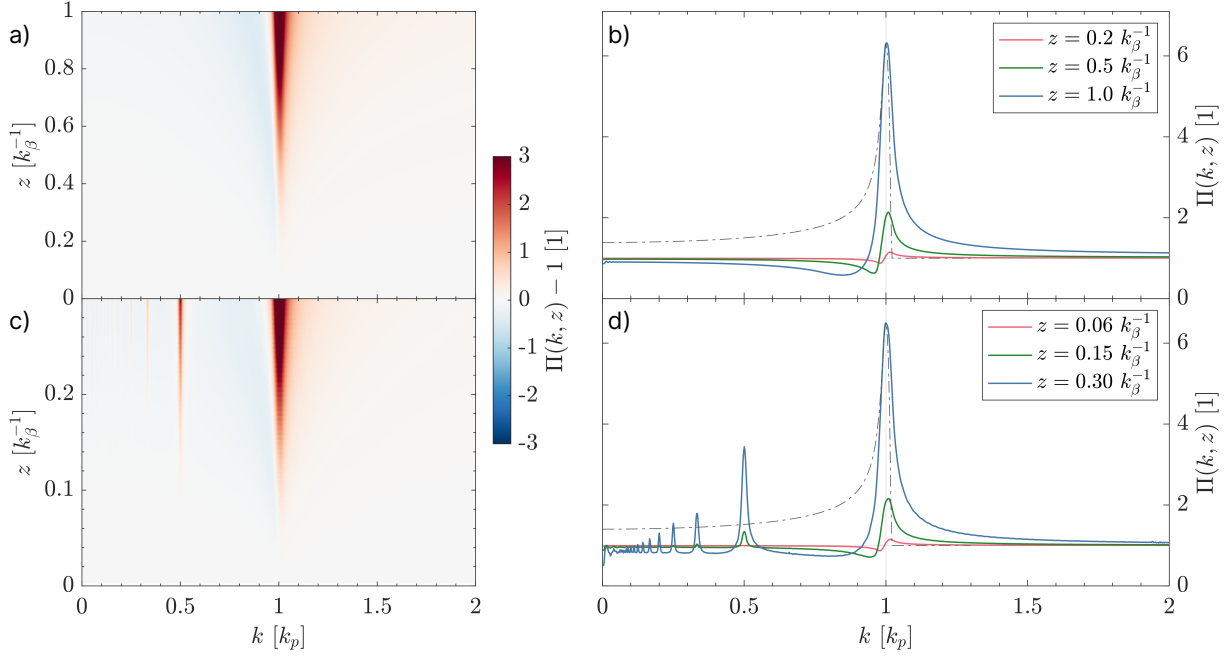 a)
1
0.8
0.6
0.4
0.2
0
z [k_β^{-1}]
c)
0.2
0.1
0
z [k_β^{-1}]
0
0.5
1
1.5
2
k [k_p]
3
2
1
0
-1
-2
-3
Π(k, z) − 1 [1]
b)
z = 0.2 k_β^{-1}
z = 0.5 k_β^{-1}
z = 1.0 k_β^{-1}
6
4
2
0
Π(k, z) [1]
d)
z = 0.06 k_β^{-1}
z = 0.15 k_β^{-1}
z = 0.30 k_β^{-1}
6
4
2
0
Π(k, z) [1]
0
0.5
1
1.5
2
k [k_p]